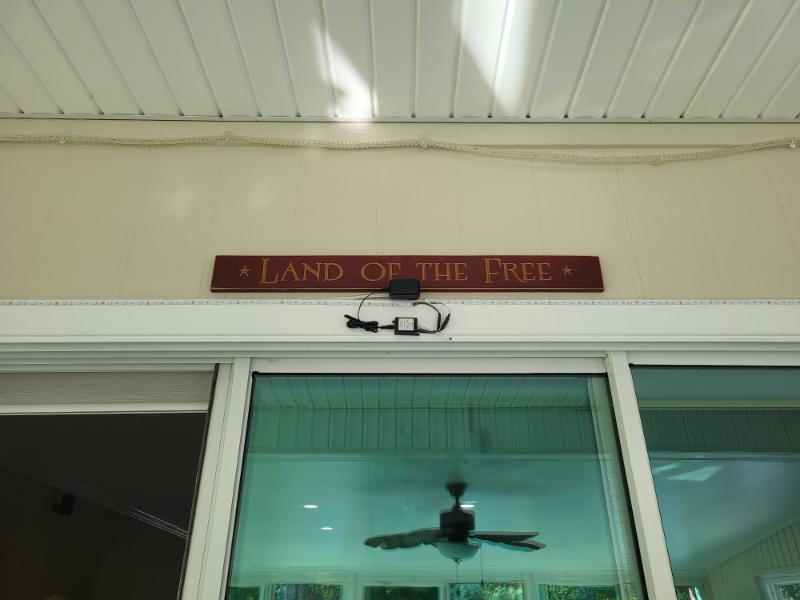 LAND OF THE FREE